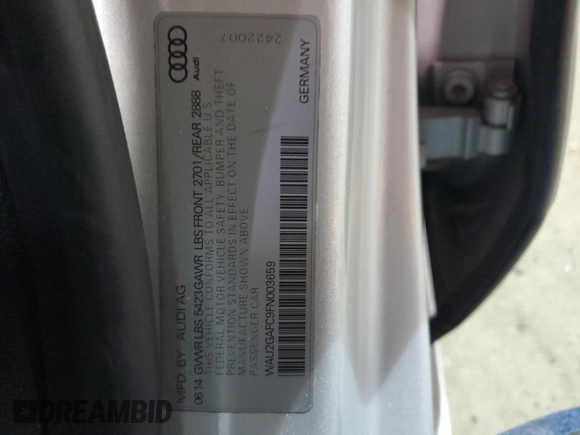 MFD. BY AUDI AG
06 14 GVWR LBS 5423 GAWR LBS FRONT 2701/REAR 2888
THIS VEHICLE CONFORMS TO ALL APPLICABLE U.S.
FEDERAL MOTOR VEHICLE SAFETY, BUMPER AND THEFT
PREVENTION STANDARDS IN EFFECT ON THE DATE OF
MANUFACTURE SHOWN ABOVE
PASSENGER CAR
WAU2GAFC9FN003659
GERMANY
Audi
2422007
DREAMBID